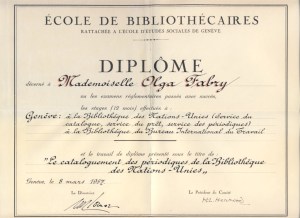 ÉCOLE DE BIBLIOTHÉCAIRES
RATTACHÉE A L'ÉCOLE D'ÉTUDES SOCIALES DE GENÈVE
DIPLÔME
décerné à Mademoiselle Olga Fabry
vu les examens réglementaires passés avec succès,
les stages (12 mois) effectués à
Genève: à la Bibliothèque des Nations-Unies (Service du
catalogue, service du prêt, service des périodiques)
à la Bibliothèque du Bureau International du Travail
et le travail de diplôme présenté sous le titre de:
"Le cataloguement des périodiques de la Bibliothèque
des Nations-Unies"
Genève, le 8 mars
La Directrice
Le Président du Comité